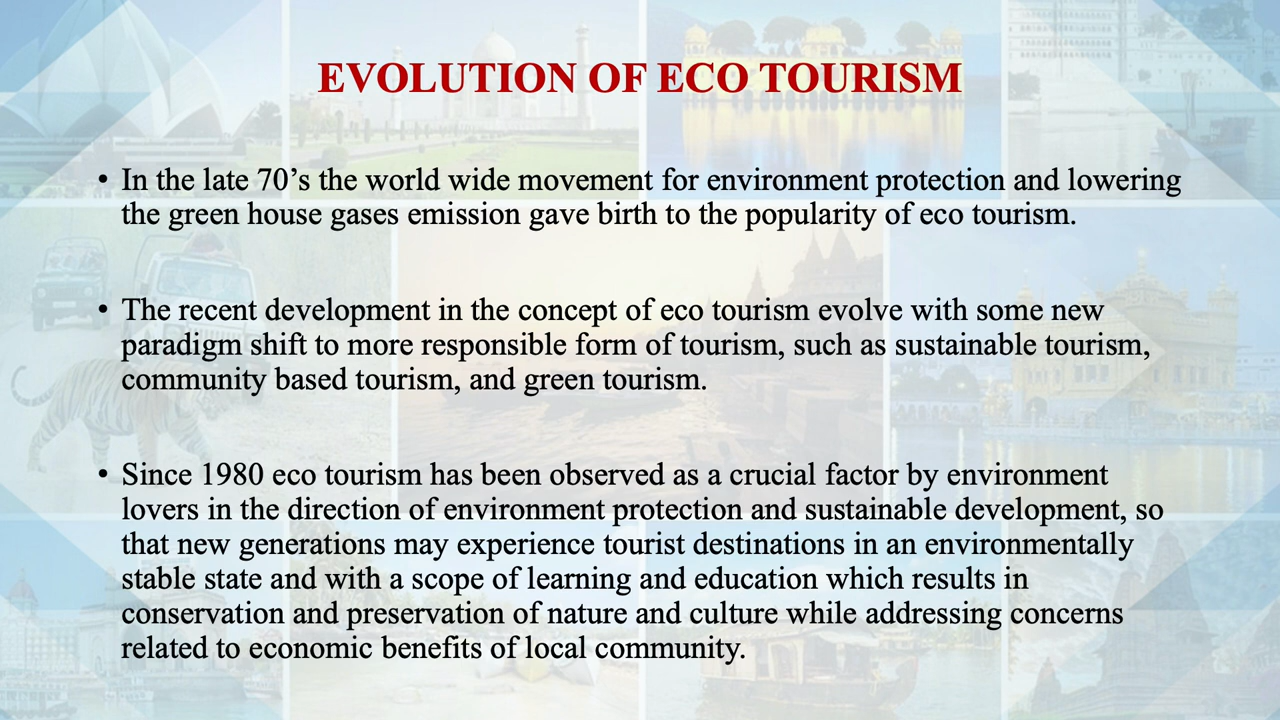 EVOLUTION OF ECO TOURISM
• In the late 70’s the world wide movement for environment protection and lowering
the green house gases emission gave birth to the popularity of eco tourism.
• The recent development in the concept of eco tourism evolve with some new
paradigm shift to more responsible form of tourism, such as sustainable tourism,
community based tourism, and green tourism.
• Since 1980 eco tourism has been observed as a crucial factor by environment
lovers in the direction of environment protection and sustainable development, so
that new generations may experience tourist destinations in an environmentally
stable state and with a scope of learning and education which results in
conservation and preservation of nature and culture while addressing concerns
related to economic benefits of local community.